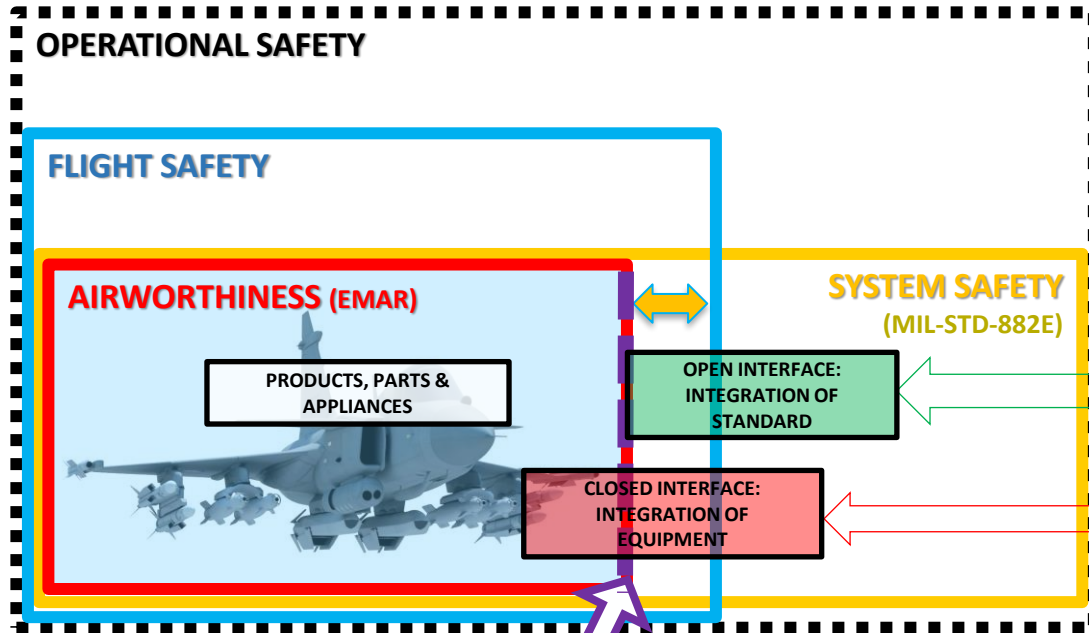 OPERATIONAL SAFETY
FLIGHT SAFETY
AIRWORTHINESS (EMAR)
SYSTEM SAFETY
(MIL-STD-882E)
PRODUCTS, PARTS &
APPLIANCES
OPEN INTERFACE:
INTEGRATION OF
STANDARD
CLOSED INTERFACE:
INTEGRATION OF
EQUIPMENT